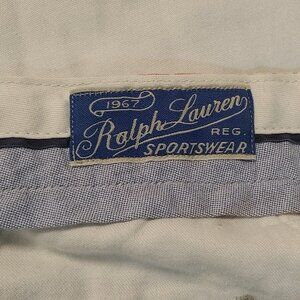 1967
Ralph Lauren
REG.
SPORTSWEAR